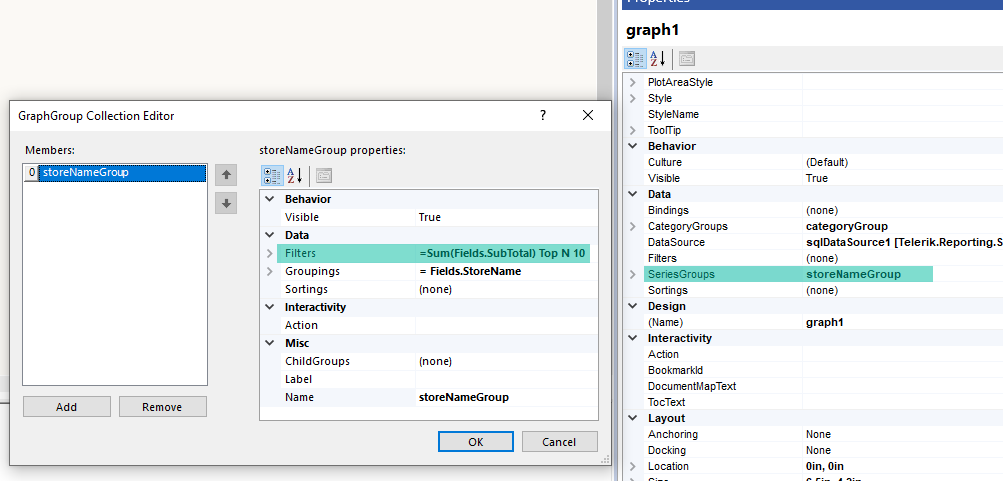 GraphGroup Collection Editor ? ×
Members:
0 storeNameGroup
Add Remove
storeNameGroup properties:
Behavior
Visible True
Data
Filters =Sum(Fields.SubTotal) Top N 10
Groupings = Fields.StoreName
Sortings (none)
Interactivity
Action
Misc
ChildGroups (none)
Label
Name storeNameGroup
OK Cancel
Properties
graph1
PlotAreaStyle
Style
StyleName
ToolTip
Behavior
Culture (Default)
Visible True
Data
Bindings (none)
CategoryGroups categoryGroup
DataSource sqlDataSource1 [Telerik.Reporting.S
Filters (none)
SeriesGroups storeNameGroup
Sortings (none)
Design
(Name) graph1
Interactivity
Action
BookmarkId
DocumentMapText
TocText
Layout
Anchoring None
Docking None
Location 0in, 0in